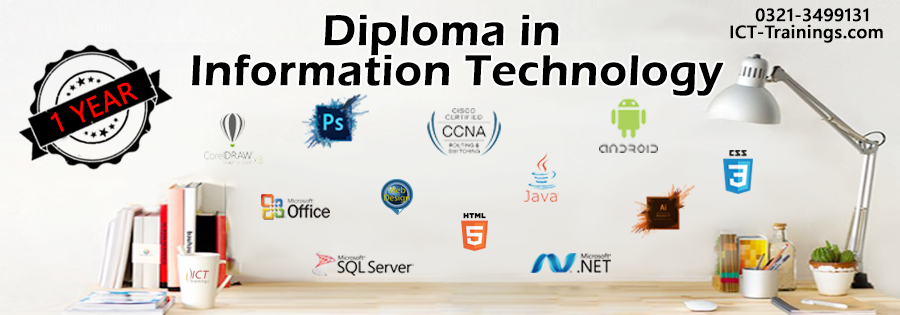 Diploma in
Information Technology
0321-3499131
ICT-Trainings.com
1 YEAR
CorelDRAW
Ps
CISCO
CERTIFIED
CCNA
ROUTING &
SWITCHING
ANDROID
CSS
3
Java
Microsoft
Office
Web
Design
HTML
5
Ai
Microsoft
SQL Server
Microsoft
.NET
ICT
Trainings